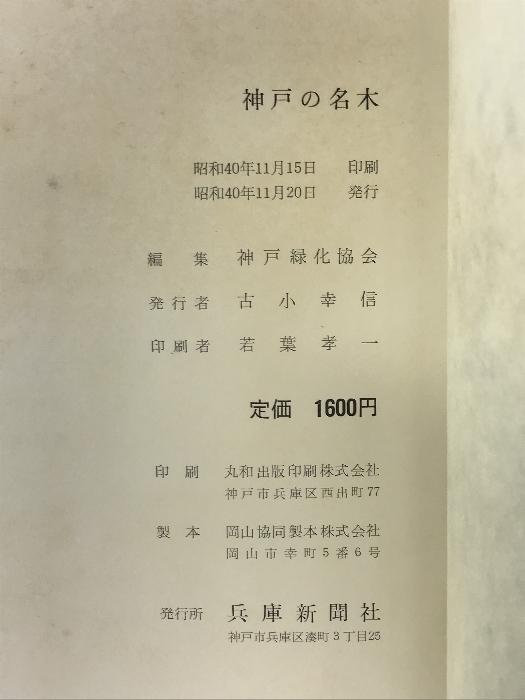 神戸の名木
昭和40年11月15日 印刷
昭和40年11月20日 発行
編集 神戸緑化協会
発行者 古小幸信
印刷者 若葉孝一
定価 1600円
印刷 丸和出版印刷株式会社
神戸市兵庫区西出町77
製本 岡山協同製本株式会社
岡山市幸町5番6号
発行所 兵庫新聞社
神戸市兵庫区湊町3丁目25